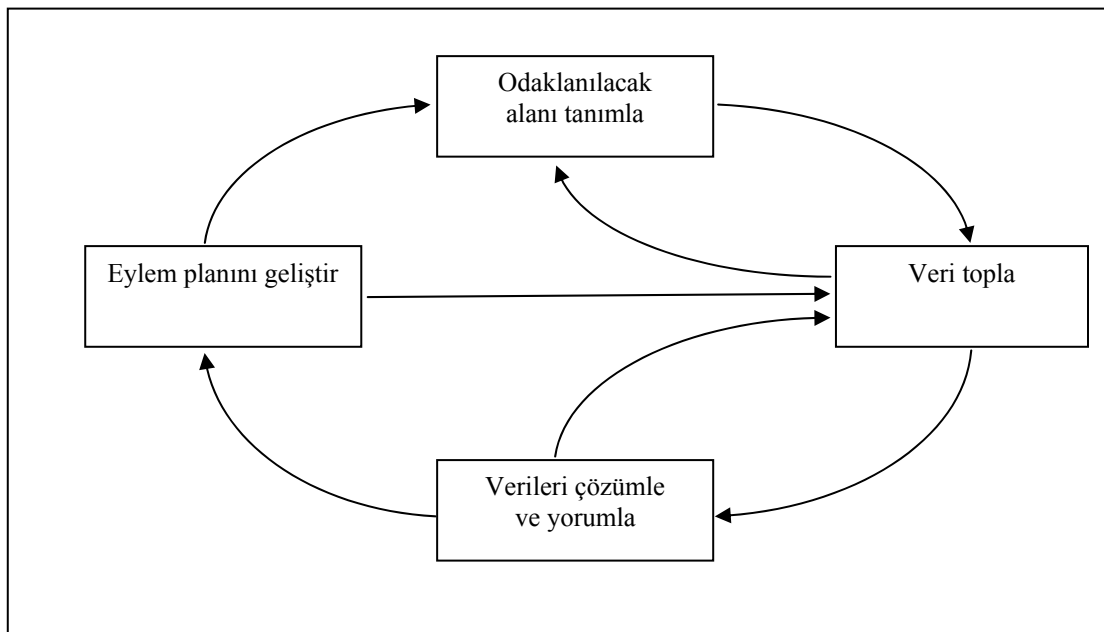 Odaklanılacak
alanı tanımla
Eylem planını geliştir
Veri topla
Verileri çözümle
ve yorumla